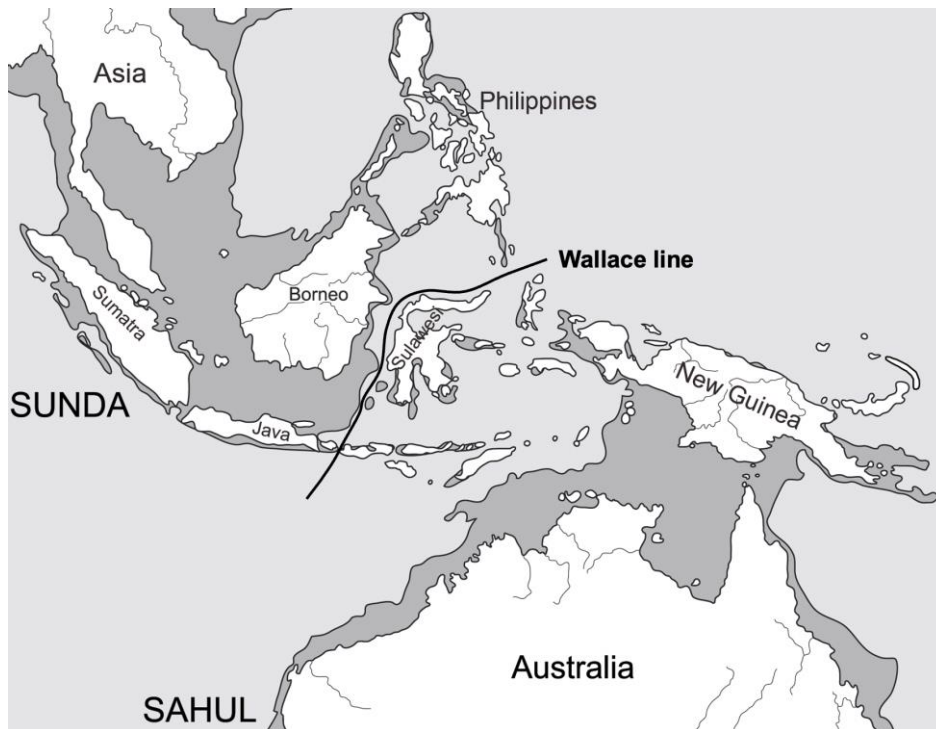 Asia
Philippines
Wallace line
Borneo
Sumatra
Sulawesi
New Guinea
SUNDA
Java
Australia
SAHUL